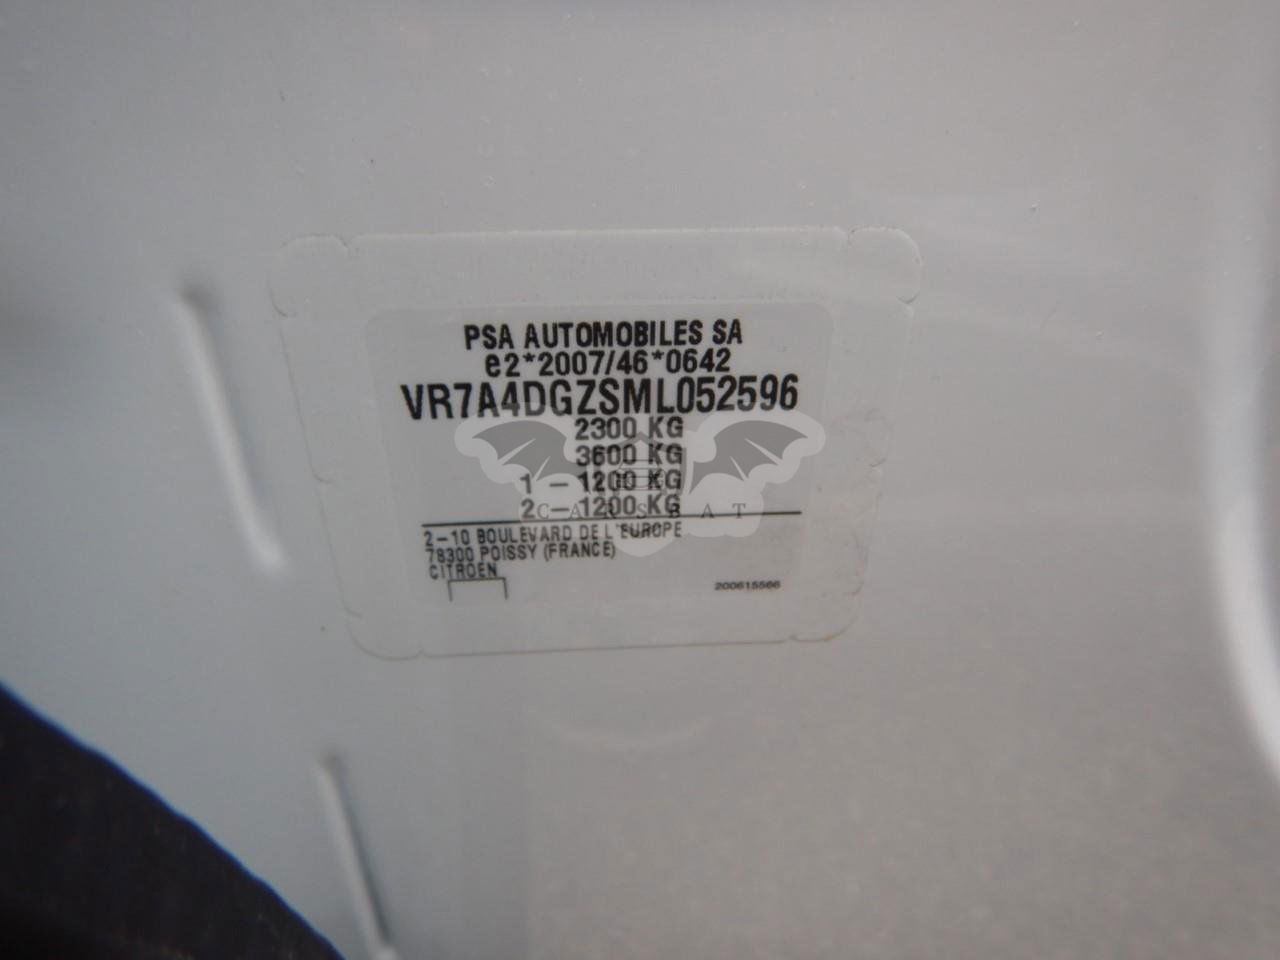 PSA AUTOMOBILES SA
e2*2007/46*0642
VR7A4DGZSML052596
2300 KG
3600 KG
1 - 1200 KG
2 - 1200 KG
CARSBAT
2-10 BOULEVARD DE L'EUROPE
78300 POISSY (FRANCE)
CITROEN
200615566